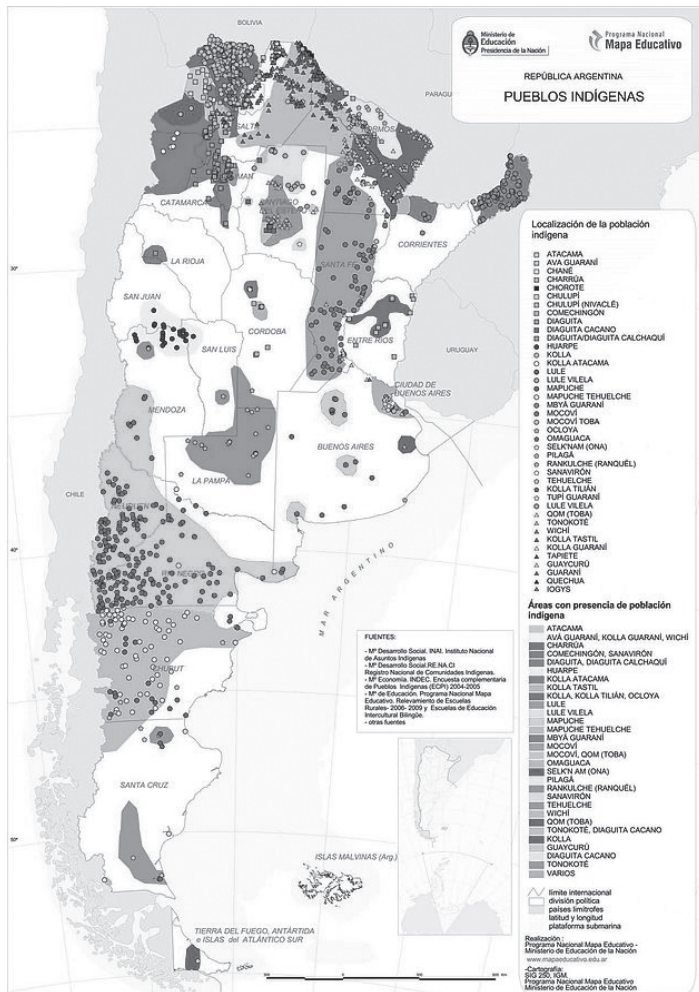 BOLIVIA
Ministerio de
Educación
Presidencia de la Nación
Programa Nacional
Mapa Educativo
REPÚBLICA ARGENTINA
PUEBLOS INDÍGENAS
PARAGU
SALT
CATAMARCA
SANTIAGO
DEL ESTERO
CORRIENTES
LA RIOJA
SANTA FE
SAN JUAN
CORDOBA
SAN LUIS
ENTRE RIOS
URUGUAY
CIUDAD DE
BUENOS AIRES
MENDOZA
BUENOS AIRES
LA PAMPA
CHILE
NEUQUEN
RIO NEGRO
CHUBUT
SANTA CRUZ
MAR ARGENTINO
ISLAS MALVINAS (Arg.)
TIERRA DEL FUEGO, ANTÁRTIDA
e ISLAS del ATLÁNTICO SUR
30°
40°
50°
Localización de la población
indígena
ATACAMA
AVA GUARANÍ
CHANÉ
CHARRÚA
CHOROTE
CHULUPÍ
CHULUPÍ (NIVACLÉ)
COMECHINGÓN
DIAGUITA
DIAGUITA CACANO
DIAGUITA/DIAGUITA CALCHAQUÍ
HUARPE
KOLLA
KOLLA ATACAMA
LULE
LULE VILELA
MAPUCHE
MAPUCHE TEHUELCHE
MBYÁ GUARANÍ
MOCOVÍ
MOCOVÍ TOBA
OCLOYA
OMAGUACA
SELK'NAM (ONA)
PILAGÁ
RANKULCHE (RANQUÉL)
SANAVIRÓN
TEHUELCHE
KOLLA TILIÁN
TUPÍ GUARANÍ
LULE VILELA
QOM (TOBA)
TONOKOTÉ
WICHÍ
KOLLA TASTIL
KOLLA GUARANÍ
TAPIETE
GUAYCURÚ
GUARANÍ
QUECHUA
IOGYS
Áreas con presencia de población
indígena
ATACAMA
AVÁ GUARANÍ, KOLLA GUARANÍ, WICHÍ
CHARRÚA
COMECHINGÓN, SANAVIRÓN
DIAGUITA, DIAGUITA CALCHAQUÍ
HUARPE
KOLLA ATACAMA
KOLLA TASTIL
KOLLA, KOLLA TILIÁN, OCLOYA
LULE
LULE VILELA
MAPUCHE
MAPUCHE TEHUELCHE
MBYÁ GUARANÍ
MOCOVÍ
MOCOVÍ, QOM (TOBA)
OMAGUACA
SELK'N AM (ONA)
PILAGÁ
RANKULCHE (RANQUÉL)
SANAVIRÓN
TEHUELCHE
WICHÍ
QOM (TOBA)
TONOKOTÉ, DIAGUITA CACANO
KOLLA
GUAYCURÚ
DIAGUITA CACANO
TONOKOTÉ
VARIOS
límite internacional
división política
países limítrofes
latitud y longitud
plataforma submarina
Realización :
Programa Nacional Mapa Educativo -
Ministerio de Educación de la Nación
www.mapaeducativo.edu.ar
-Cartografía:
SIG 250, IGM.
Programa Nacional Mapa Educativo
Ministerio de Educación de la Nación
FUENTES:
- Mº Desarrollo Social. INAI. Instituto Nacional
de Asuntos Indígenas
- Mº Desarrollo Social.RE.NA.CI
Registro Nacional de Comunidades Indígenas.
- Mº Economía. INDEC. Encuesta complementaria
de Pueblos Indígenas (ECPI) 2004-2005
- Mº de Educación. Programa Nacional Mapa
Educativo. Relevamiento de Escuelas
Rurales- 2006- 2009 y Escuelas de Educación
Intercultural Bilingüe.
- otras fuentes